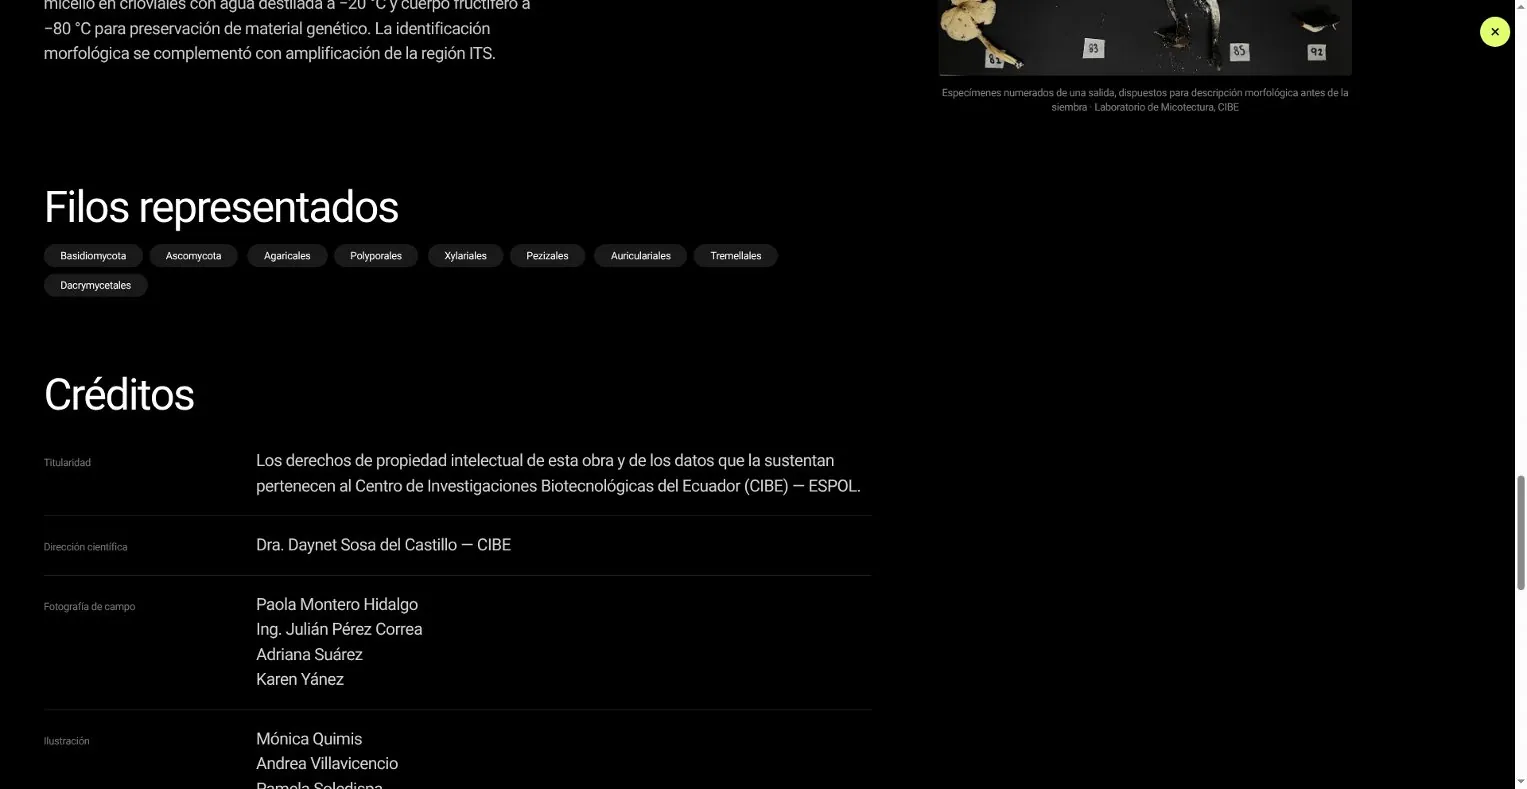 micelio en crioviales con agua destilada a −20 °C y cuerpo fructífero a
−80 °C para preservación de material genético. La identificación
morfológica se complementó con amplificación de la región ITS.
82
83
85
92
Especímenes numerados de una salida, dispuestos para descripción morfológica antes de la
siembra · Laboratorio de Micotectura, CIBE
Filos representados
Basidiomycota
Ascomycota
Agaricales
Polyporales
Xylariales
Pezizales
Auriculariales
Tremellales
Dacrymycetales
Créditos
Titularidad
Los derechos de propiedad intelectual de esta obra y de los datos que la sustentan
pertenecen al Centro de Investigaciones Biotecnológicas del Ecuador (CIBE) — ESPOL.
Dirección científica
Dra. Daynet Sosa del Castillo — CIBE
Fotografía de campo
Paola Montero Hidalgo
Ing. Julián Pérez Correa
Adriana Suárez
Karen Yánez
Ilustración
Mónica Quimis
Andrea Villavicencio
Pamela Soledispa